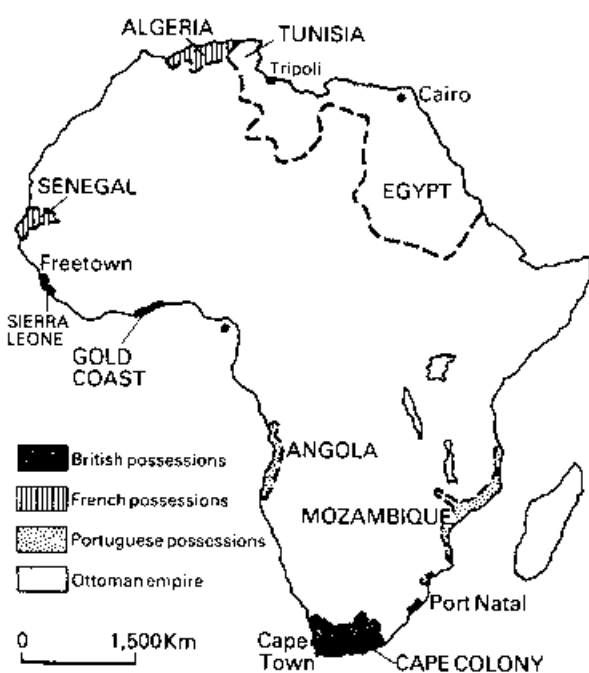 ALGERIA
TUNISIA
Tripoli
Cairo
SENEGAL
EGYPT
Freetown
SIERRA
LEONE
GOLD
COAST
ANGOLA
British possessions
French possessions
MOZAMBIQUE
Portuguese possessions
Ottoman empire
Port Natal
0 1,500Km
Cape
Town
CAPE COLONY